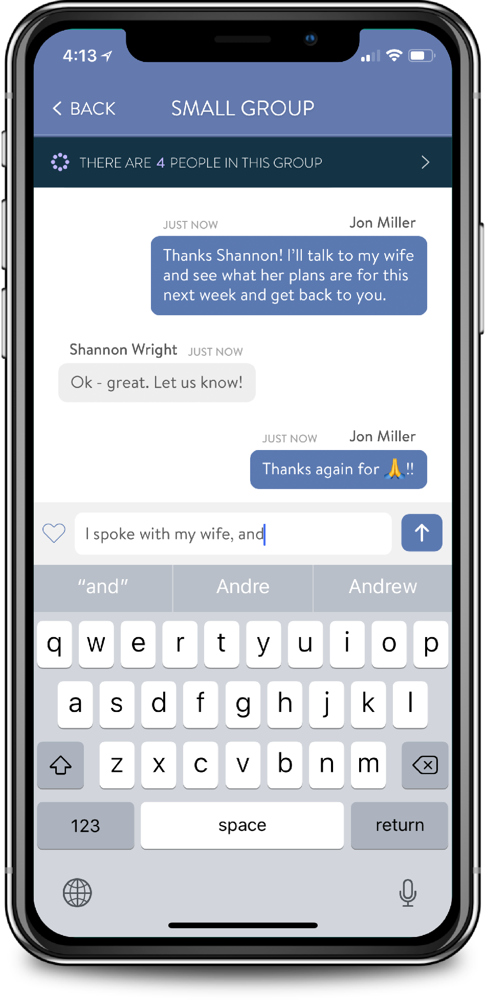 4:13
BACK
SMALL GROUP
THERE ARE 4 PEOPLE IN THIS GROUP
JUST NOW Jon Miller
Thanks Shannon! I’ll talk to my wife
and see what her plans are for this
next week and get back to you.
Shannon Wright JUST NOW
Ok - great. Let us know!
JUST NOW Jon Miller
Thanks again for 🙏!!
I spoke with my wife, and
“and” Andre Andrew
q w e r t y u i o p
a s d f g h j k l
z x c v b n m
123 space return